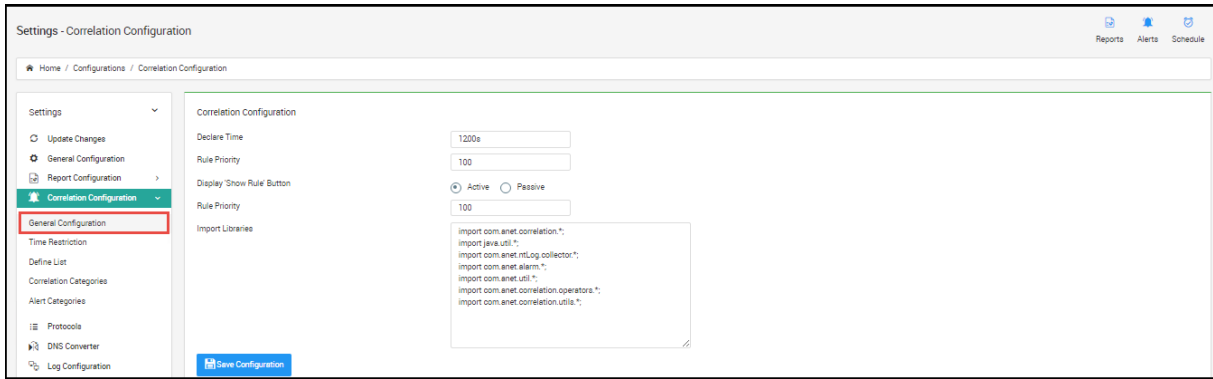 Settings - Correlation Configuration
Reports Alerts Schedule
Home / Configurations / Correlation Configuration
Settings
Update Changes
General Configuration
Report Configuration
Correlation Configuration
General Configuration
Time Restriction
Define List
Correlation Categories
Alert Categories
Protocols
DNS Converter
Log Configuration
Correlation Configuration
Declare Time 1200s
Rule Priority 100
Display 'Show Rule' Button Active Passive
Rule Priority 100
Import Libraries
import com.anet.correlation.*;
import java.util.*;
import com.anet.ntLog.collector.*;
import com.anet.alarm.*;
import com.anet.util.*;
import com.anet.correlation.operators.*;
import com.anet.correlation.utils.*;
Save Configuration